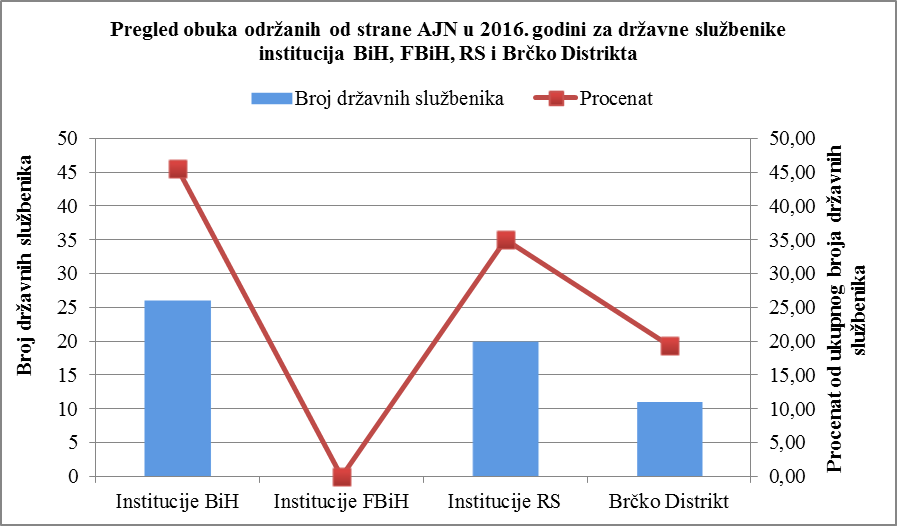 Pregled obuka održanih od strane AJN u 2016. godini za državne službenike
institucija BiH, FBiH, RS i Brčko Distrikta
Broj državnih službenika
Procenat
50
45
40
35
30
25
20
15
10
5
0
Broj državnih službenika
50,00
45,00
40,00
35,00
30,00
25,00
20,00
15,00
10,00
5,00
0,00
Procenat od ukupnog broja državnih
službenika
Institucije BiH
Institucije FBiH
Institucije RS
Brčko Distrikt